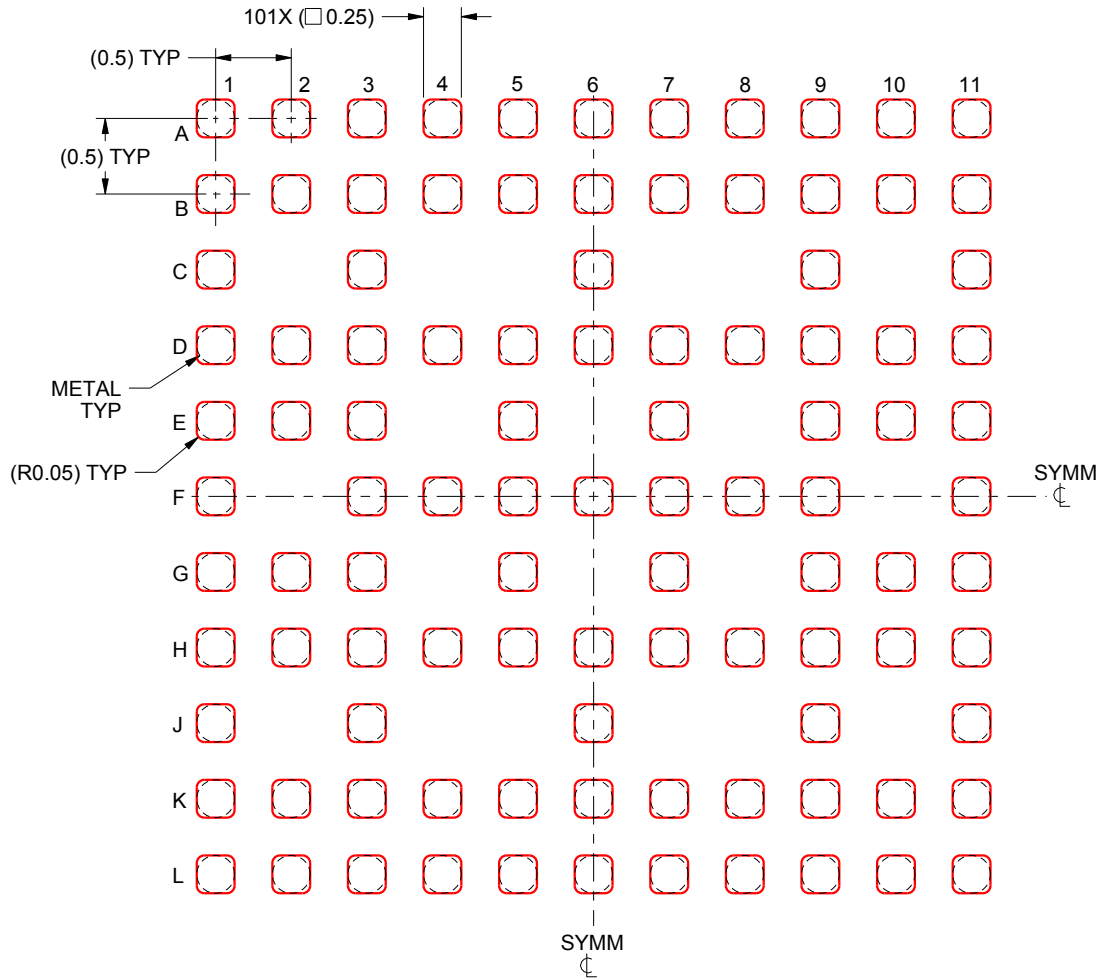 101X (□ 0.25)
(0.5) TYP
1 2 3 4 5 6 7 8 9 10 11
A
(0.5) TYP
B
C
D
METAL
TYP
E
(R0.05) TYP
F
SYMM
℄
G
H
J
K
L
SYMM
℄